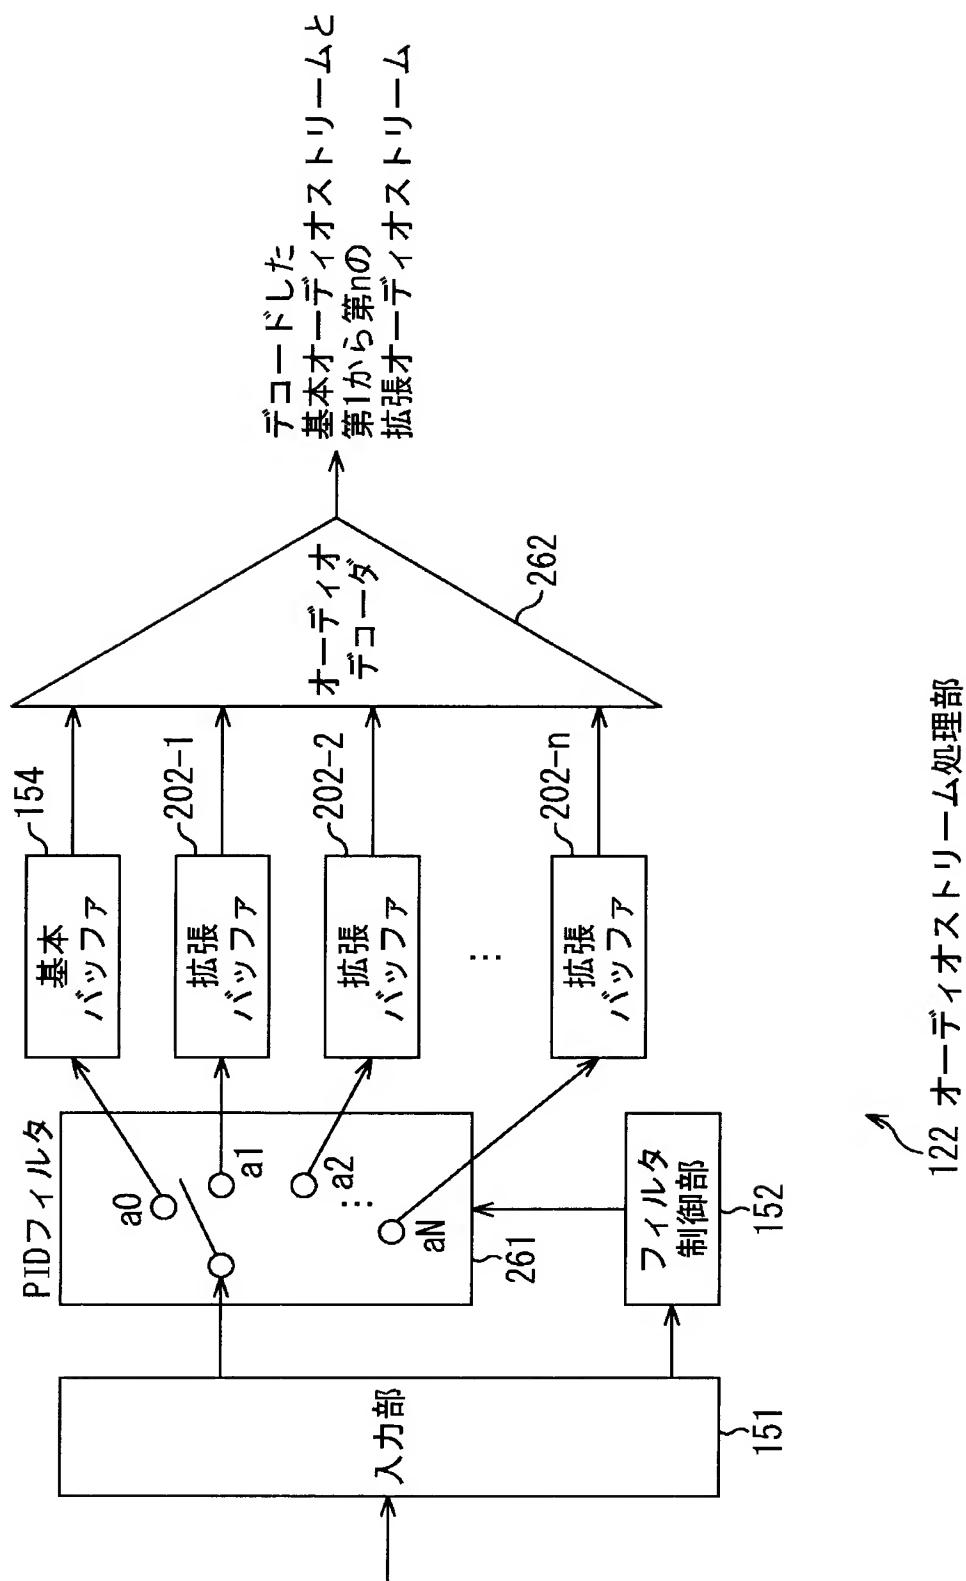 入力部
151
PIDフィルタ
a0
a1
a2
⋮
aN
261
フィルタ
制御部
152
基本
バッファ
154
拡張
バッファ
202-1
拡張
バッファ
202-2
⋮
拡張
バッファ
202-n
オーディオ
デコーダ
262
デコードした
基本オーディオストリームと
第1から第nの
拡張オーディオストリーム
122 オーディオストリーム処理部